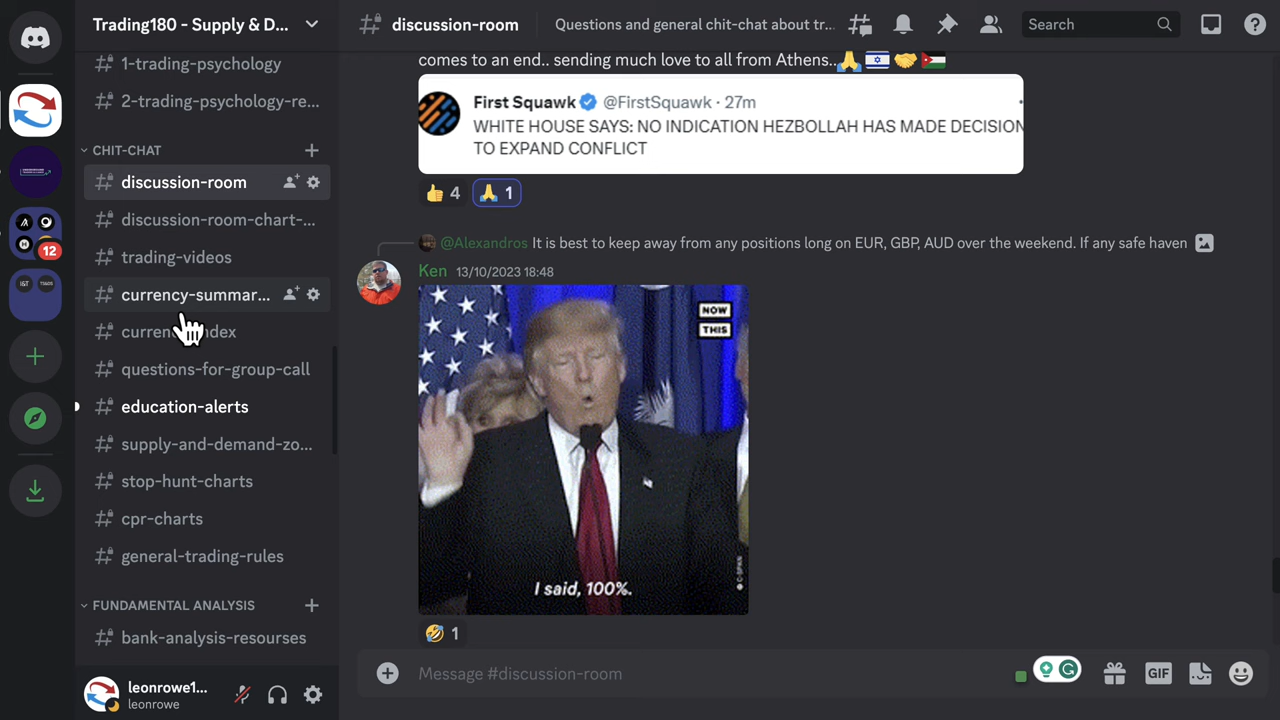 Trading180 - Supply & D...
1-trading-psychology
2-trading-psychology-re...
CHIT-CHAT
discussion-room
discussion-room-chart-...
trading-videos
currency-summar...
questions-for-group-call
education-alerts
supply-and-demand-zo...
stop-hunt-charts
cpr-charts
general-trading-rules
FUNDAMENTAL ANALYSIS
bank-analysis-resourses
leonrowe1...
leonrowe
12
discussion-room
Questions and general chit-chat about tr...
Search
comes to an end.. sending much love to all from Athens..
First Squawk @FirstSquawk · 27m
WHITE HOUSE SAYS: NO INDICATION HEZBOLLAH HAS MADE DECISION
TO EXPAND CONFLICT
4 1
@Alexandros It is best to keep away from any positions long on EUR, GBP, AUD over the weekend. If any safe haven
Ken 13/10/2023 18:48
NOW
THIS
I said, 100%.
1
Message #discussion-room
GIF